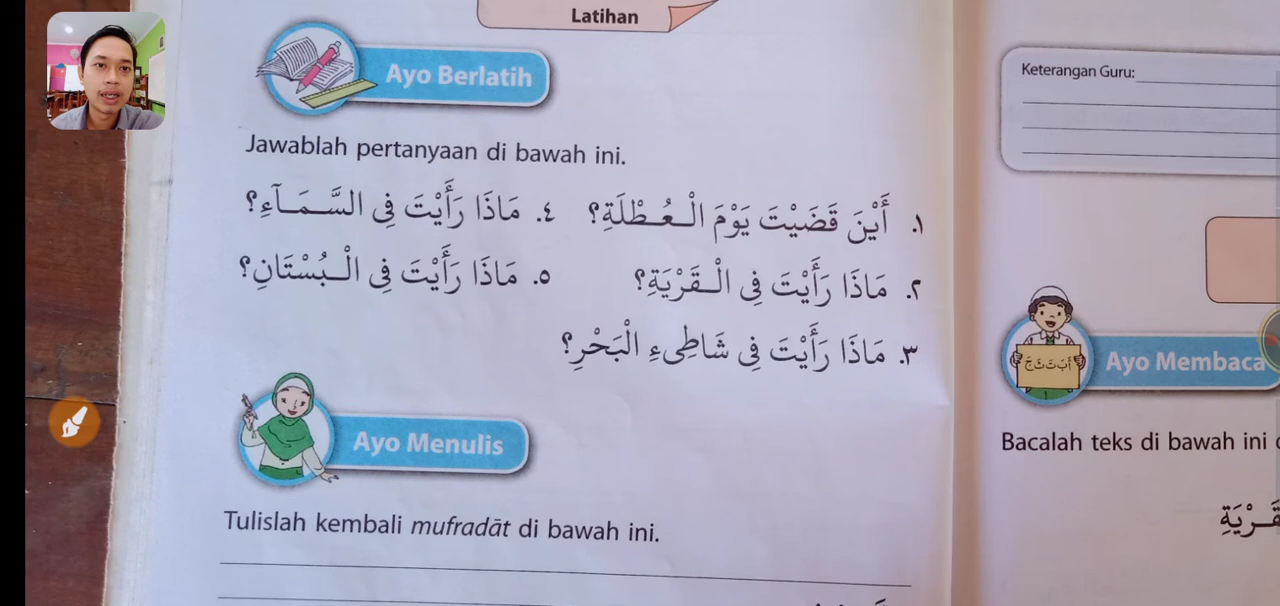 Latihan
Ayo Berlatih
Jawablah pertanyaan di bawah ini.
١. أَيْنَ قَضَيْتَ يَوْمَ الْعُطْلَةِ؟
٤. مَاذَا رَأَيْتَ فِى السَّمَآءِ؟
٢. مَاذَا رَأَيْتَ فِى الْقَرْيَةِ؟
٥. مَاذَا رَأَيْتَ فِى الْبُسْتَانِ؟
٣. مَاذَا رَأَيْتَ فِى شَاطِىءِ الْبَحْرِ؟
Ayo Menulis
Tulislah kembali mufradāt di bawah ini.
Keterangan Guru:
أَبَتَثَجَ
Ayo Membaca
Bacalah teks di bawah ini